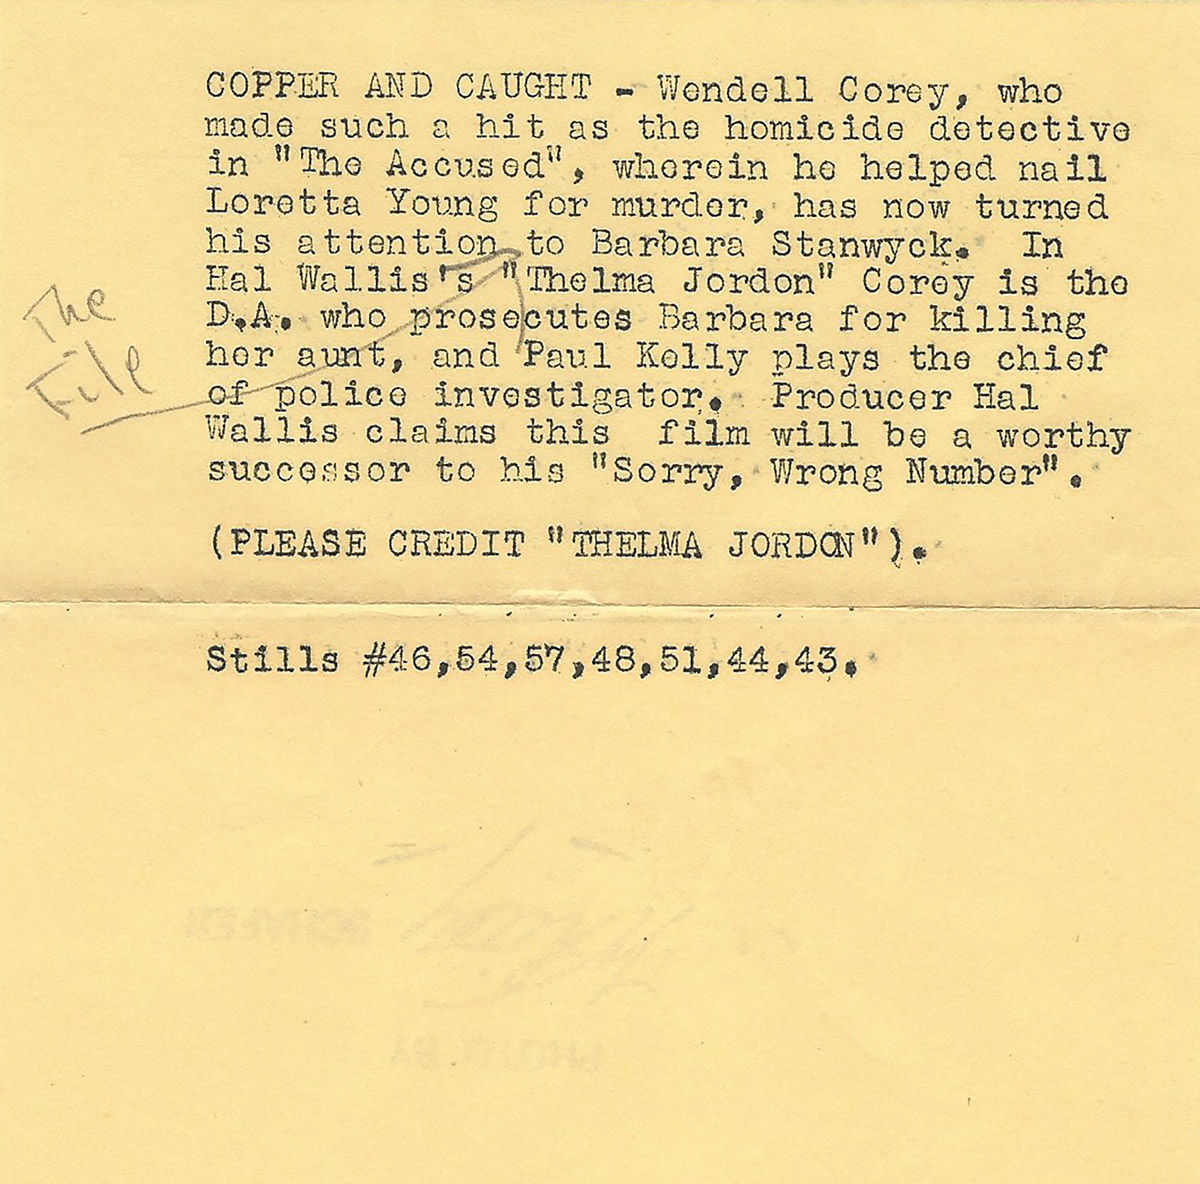 COPPER AND CAUGHT - Wendell Corey, who
made such a hit as the homicide detective
in "The Accused", wherein he helped nail
Loretta Young for murder, has now turned
his attention to Barbara Stanwyck. In
Hal Wallis's "Thelma Jordon" Corey is the
D.A. who prosecutes Barbara for killing
her aunt, and Paul Kelly plays the chief
of police investigator. Producer Hal
Wallis claims this film will be a worthy
successor to his "Sorry, Wrong Number".
(PLEASE CREDIT "THELMA JORDON").
Stills #46,54,57,48,51,44,43.
The
File
PHOTO BY